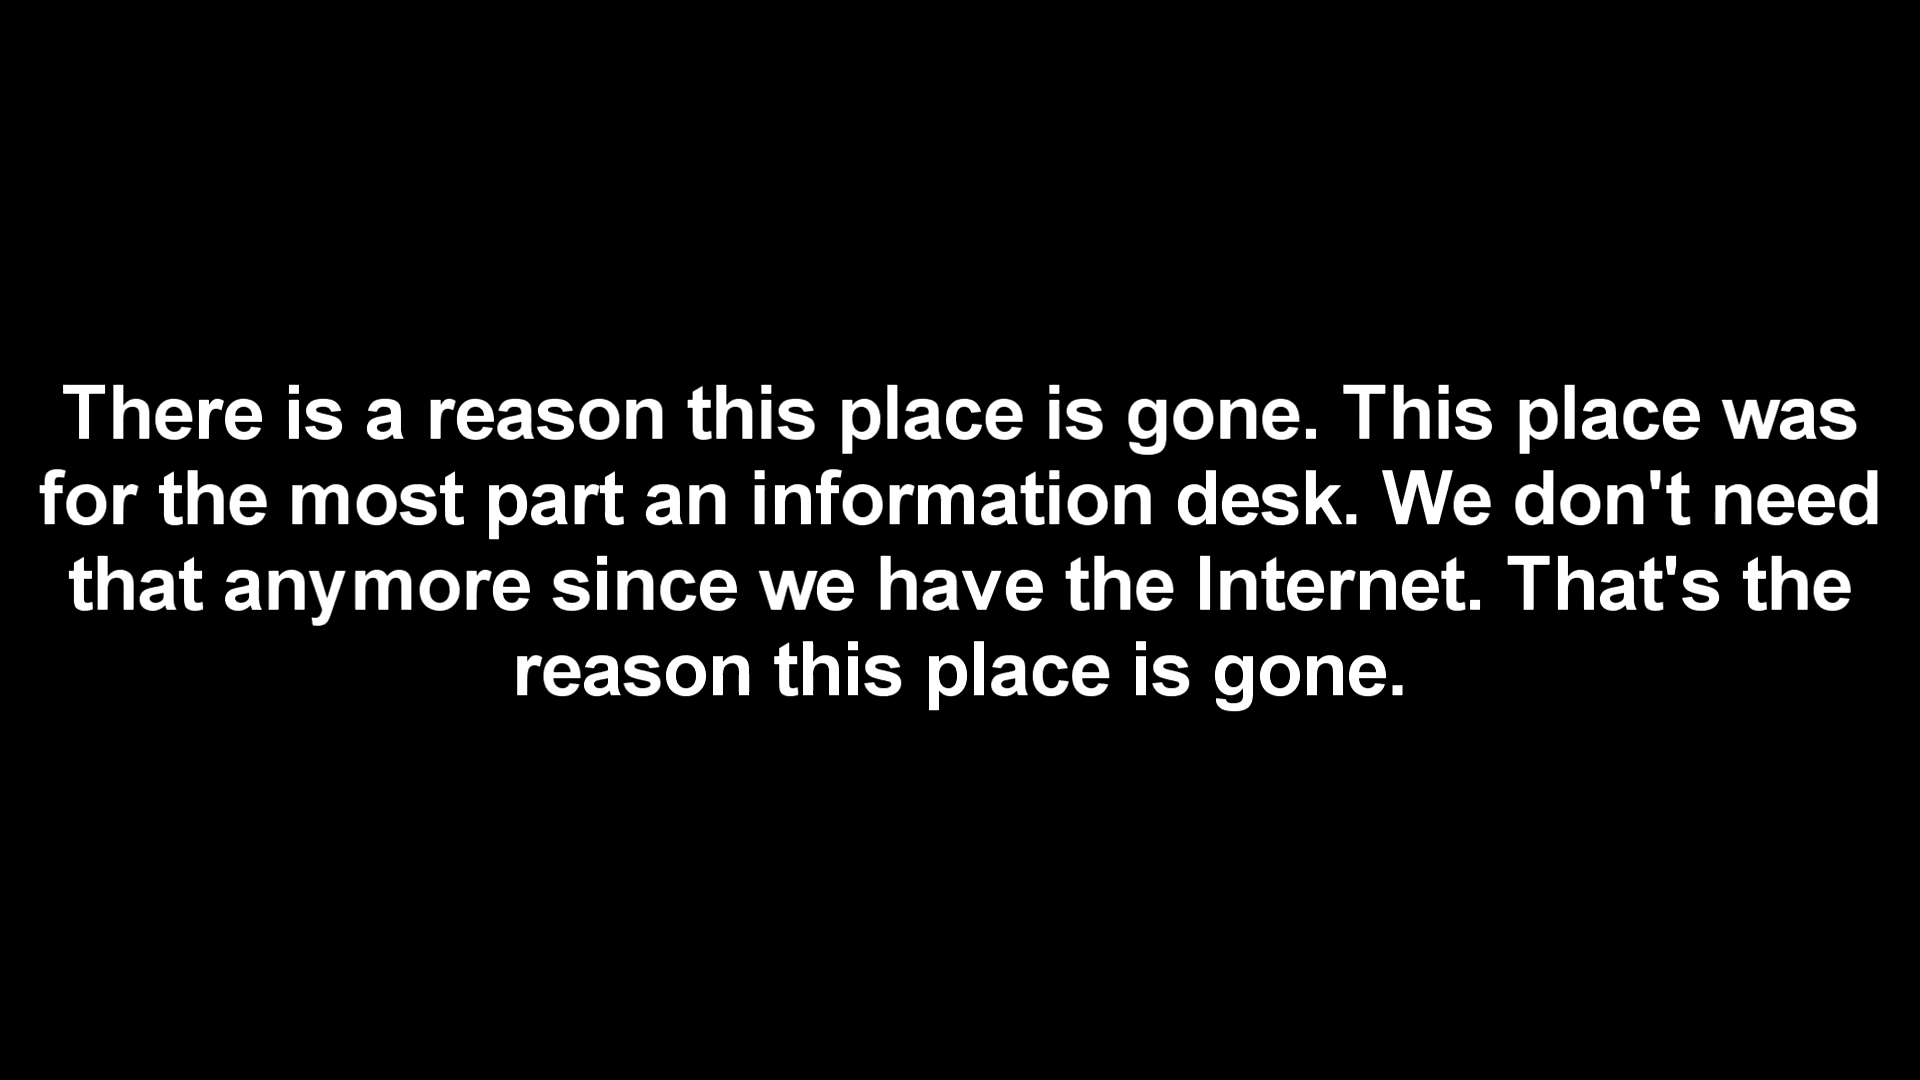 There is a reason this place is gone. This place was
for the most part an information desk. We don't need
that anymore since we have the Internet. That's the
reason this place is gone.